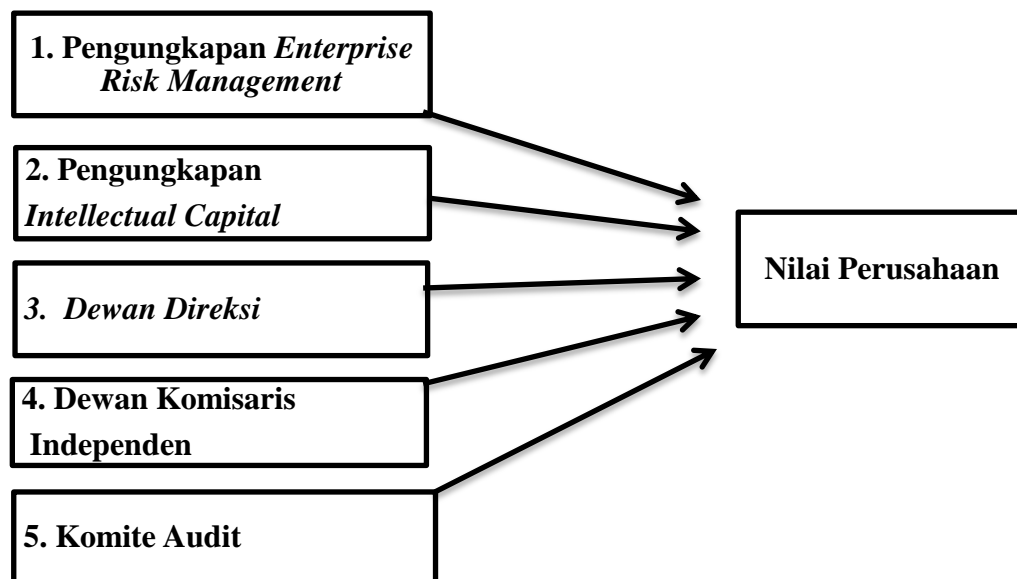 1. Pengungkapan Enterprise
Risk Management
2. Pengungkapan
Intellectual Capital
Nilai Perusahaan
3. Dewan Direksi
4. Dewan Komisaris
Independen
5. Komite Audit